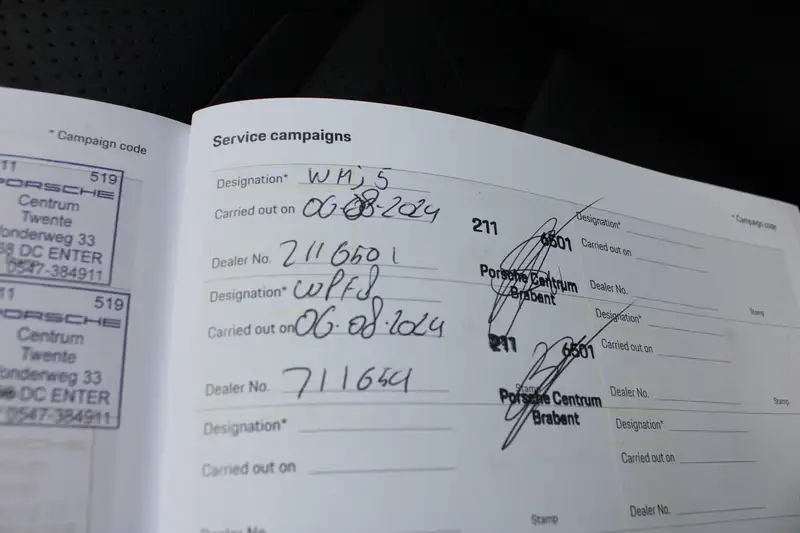 * Campaign code
11 519
PORSCHE
Centrum
Twente
onderweg 33
68 DC ENTER
0547-384911
11 519
PORSCHE
Centrum
Twente
onderweg 33
DC ENTER
0547-384911
Service campaigns
Designation* WMj5
Carried out on 06-08-2024
Dealer No. 2116501
211 6501
Porsche Centrum
Brabant
Designation* WPF8
Carried out on 06.08.2024
Dealer No.
211 6501
Stamp
Porsche Centrum
Brabant
Designation*
Carried out on
Dealer No.
Stamp
* Campaign code
Designation*
Carried out on
Dealer No.
Stamp
Designation*
Carried out on
Dealer No.
Stamp
Designation*
Carried out on
Dealer No.